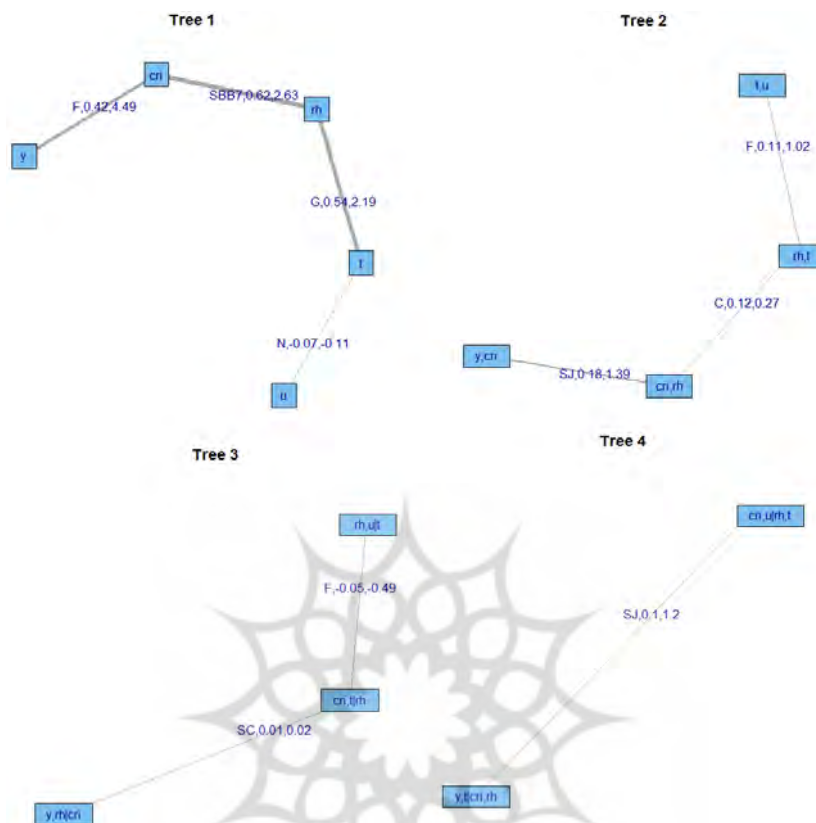 Tree 1
Tree 2
cri
SBB7,0.62,2.63
rh
F,0.42,4.49
y
G,0.54,2.19
t
N,-0.07,-0.11
u
t,u
F,0.11,1.02
rh,t
C,0.12,0.27
y,cri
SJ,0.18,1.39
cri,rh
Tree 3
Tree 4
rh,u|t
F,-0.05,-0.49
cri,t|rh
SC,0.01,0.02
y,rh|cri
cri,u|rh,t
SJ,0.1,1.2
y,t|cri,rh